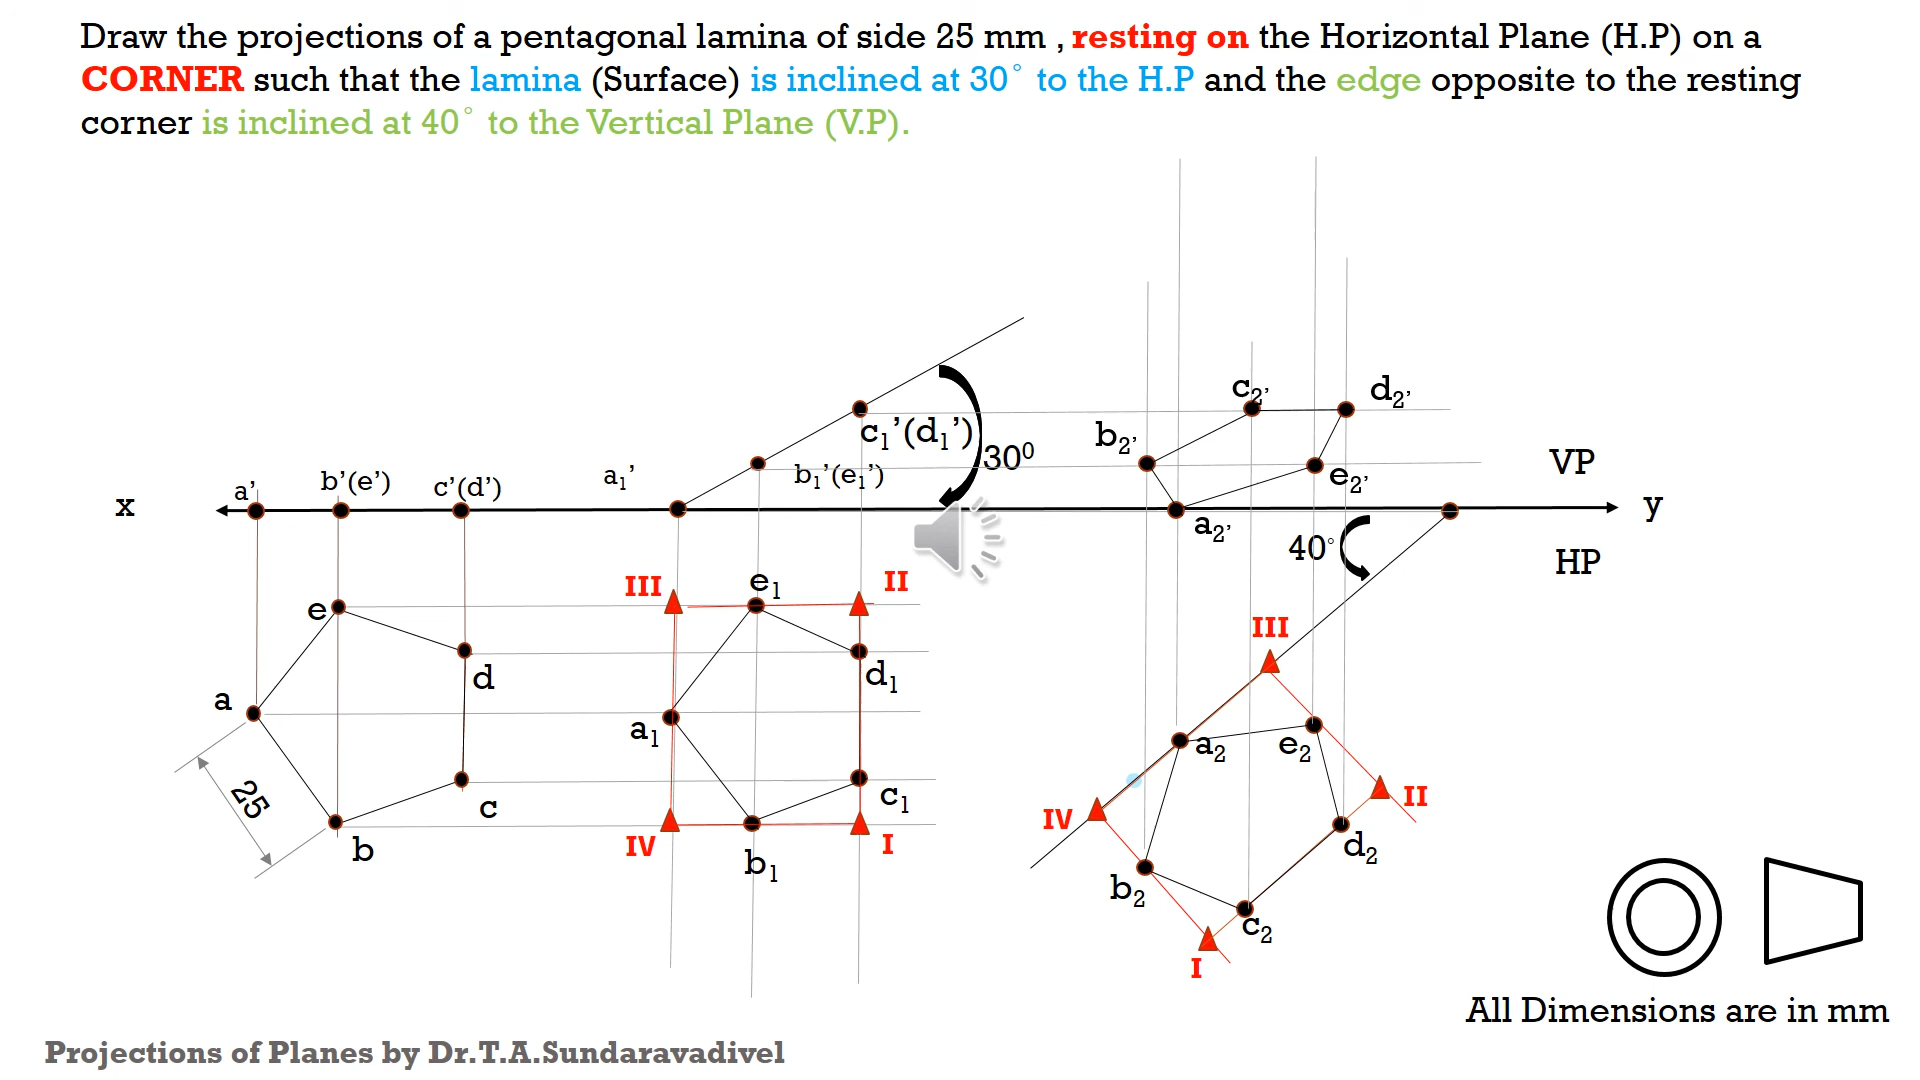 Draw the projections of a pentagonal lamina of side 25 mm , resting on the Horizontal Plane (H.P) on a
CORNER such that the lamina (Surface) is inclined at 30° to the H.P and the edge opposite to the resting
corner is inclined at 40° to the Vertical Plane (V.P).
c₂' d₂'
c₁'(d₁') b₂'
30⁰ VP
a' b'(e') c'(d') a₁' b₁'(e₁') e₂'
x y
a₂'
40° HP
III e₁ II
e
III
d d₁
a a₁ a₂ e₂
25 c c₁ IV II
IV I
b b₁ d₂
b₂
c₂
I
All Dimensions are in mm
Projections of Planes by Dr.T.A.Sundaravadivel